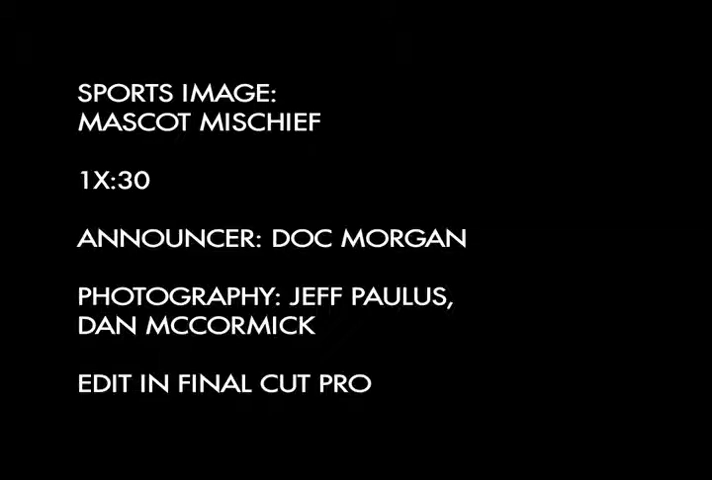 SPORTS IMAGE:
MASCOT MISCHIEF
1X:30
ANNOUNCER: DOC MORGAN
PHOTOGRAPHY: JEFF PAULUS,
DAN MCCORMICK
EDIT IN FINAL CUT PRO